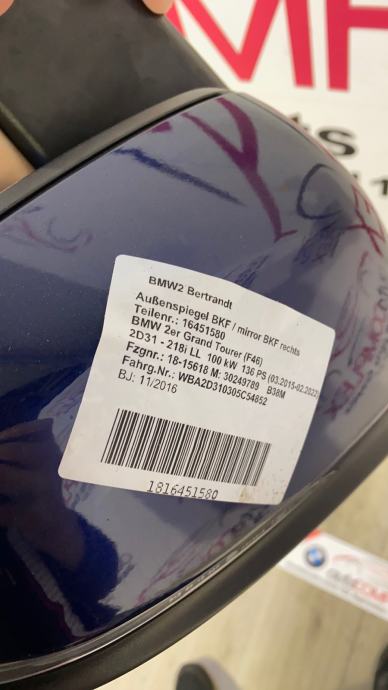 BMW2 Bertrandt
Außenspiegel BKF / mirror BKF rechts
Teilenr.: 16451580
BMW 2er Grand Tourer (F46)
2D31 - 218i LL 100 kW 136 PS (03.2015-02.2022)
Fzgnr.: 18-15618 M: 30249789 B38M
Fahrg.Nr.: WBA2D310305C54852
BJ: 11/2016
1816451580